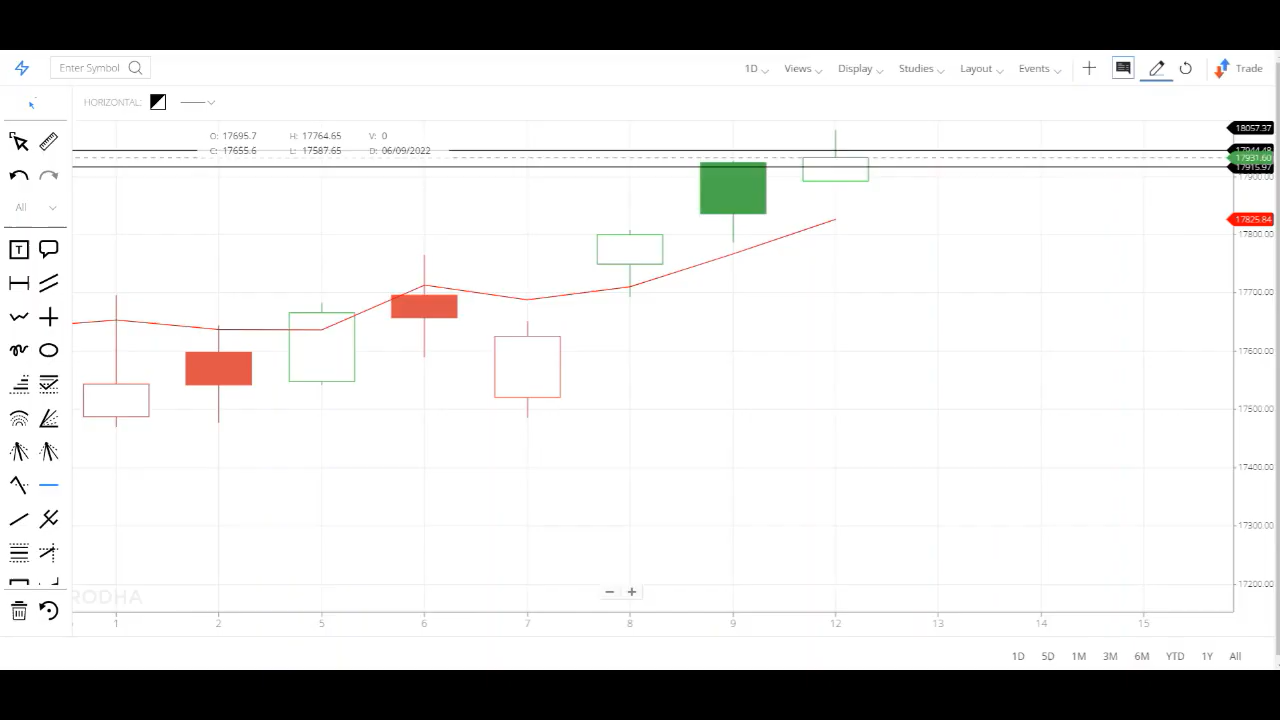 Enter Symbol 1D Views Display Studies Layout Events Trade
HORIZONTAL:
O: 17695.7 H: 17764.65 V: 0
C: 17655.6 L: 17587.65 D: 06/09/2022
All
T
18057.37
17944.48
17931.60
17915.97
17900.00
17825.84
17800.00
17700.00
17600.00
17500.00
17400.00
17300.00
17200.00
RODHA
1 2 5 6 7 8 9 12 13 14 15
1D 5D 1M 3M 6M YTD 1Y All